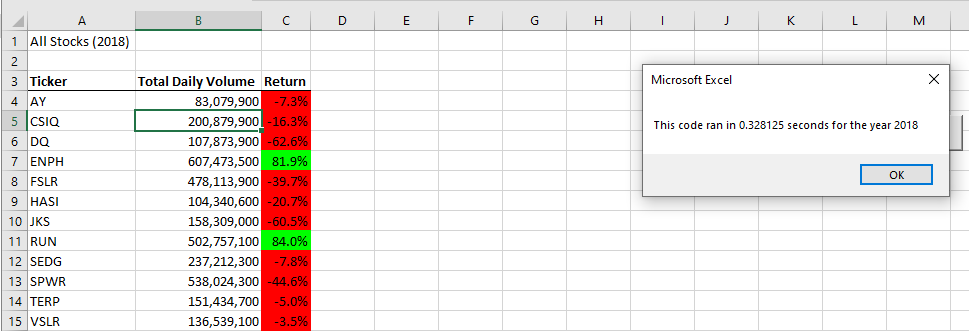 A B C D E F G H I J K L M
1 All Stocks (2018)
2
3 Ticker Total Daily Volume Return
4 AY 83,079,900 -7.3%
5 CSIQ 200,879,900 -16.3%
6 DQ 107,873,900 -62.6%
7 ENPH 607,473,500 81.9%
8 FSLR 478,113,900 -39.7%
9 HASI 104,340,600 -20.7%
10 JKS 158,309,000 -60.5%
11 RUN 502,757,100 84.0%
12 SEDG 237,212,300 -7.8%
13 SPWR 538,024,300 -44.6%
14 TERP 151,434,700 -5.0%
15 VSLR 136,539,100 -3.5%
Microsoft Excel
This code ran in 0.328125 seconds for the year 2018
OK